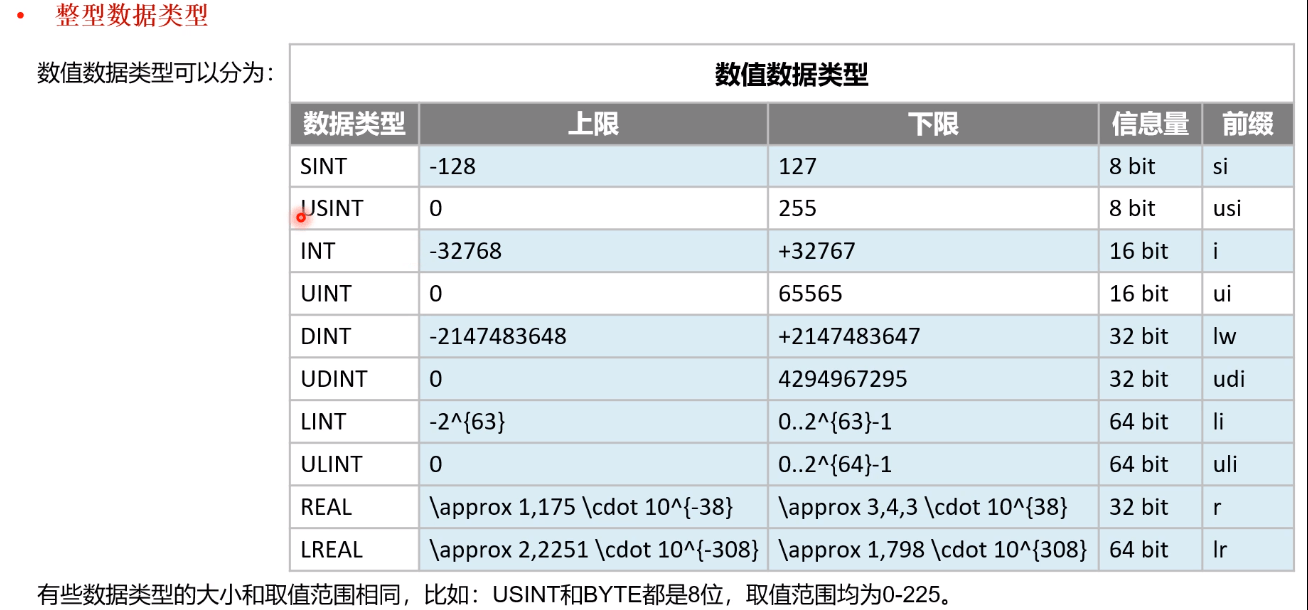 • 整型数据类型
数值数据类型可以分为：
数值数据类型
数据类型 上限 下限 信息量 前缀
SINT -128 127 8 bit si
USINT 0 255 8 bit usi
INT -32768 +32767 16 bit i
UINT 0 65565 16 bit ui
DINT -2147483648 +2147483647 32 bit lw
UDINT 0 4294967295 32 bit udi
LINT -2^{63} 0..2^{63}-1 64 bit li
ULINT 0 0..2^{64}-1 64 bit uli
REAL \approx 1,175 \cdot 10^{-38} \approx 3,4,3 \cdot 10^{38} 32 bit r
LREAL \approx 2,2251 \cdot 10^{-308} \approx 1,798 \cdot 10^{308} 64 bit lr
有些数据类型的大小和取值范围相同，比如：USINT和BYTE都是8位，取值范围均为0-225。